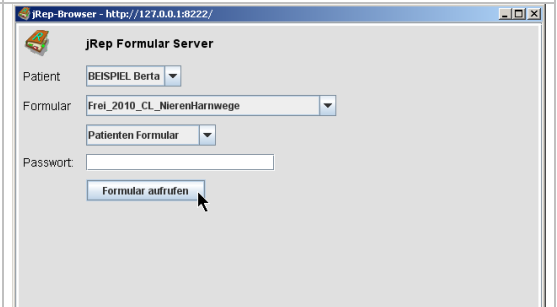 jRep-Browser - http://127.0.0.1:8222/
jRep Formular Server
Patient BEISPIEL Berta
Formular Frei_2010_CL_NierenHarnwege
Patienten Formular
Passwort:
Formular aufrufen